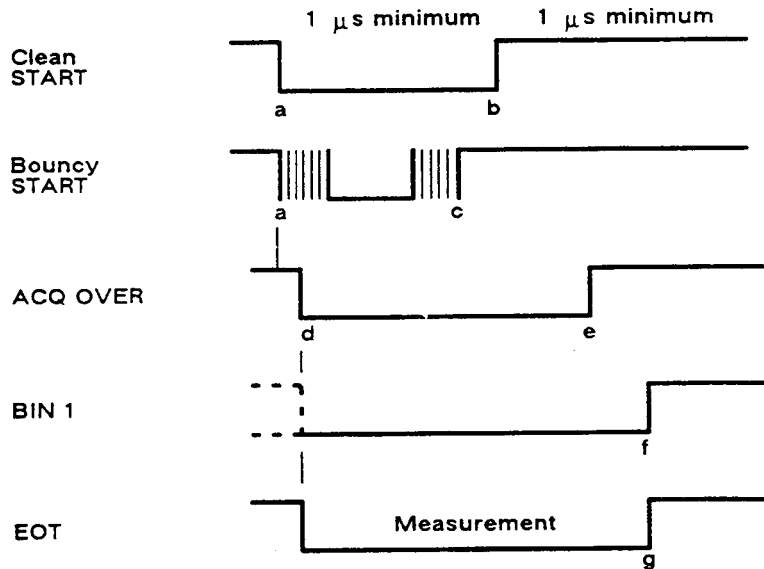 1 μs minimum 1 μs minimum
Clean
START
a b
Bouncy
START
a c
ACQ OVER
d e
BIN 1
f
EOT Measurement
g